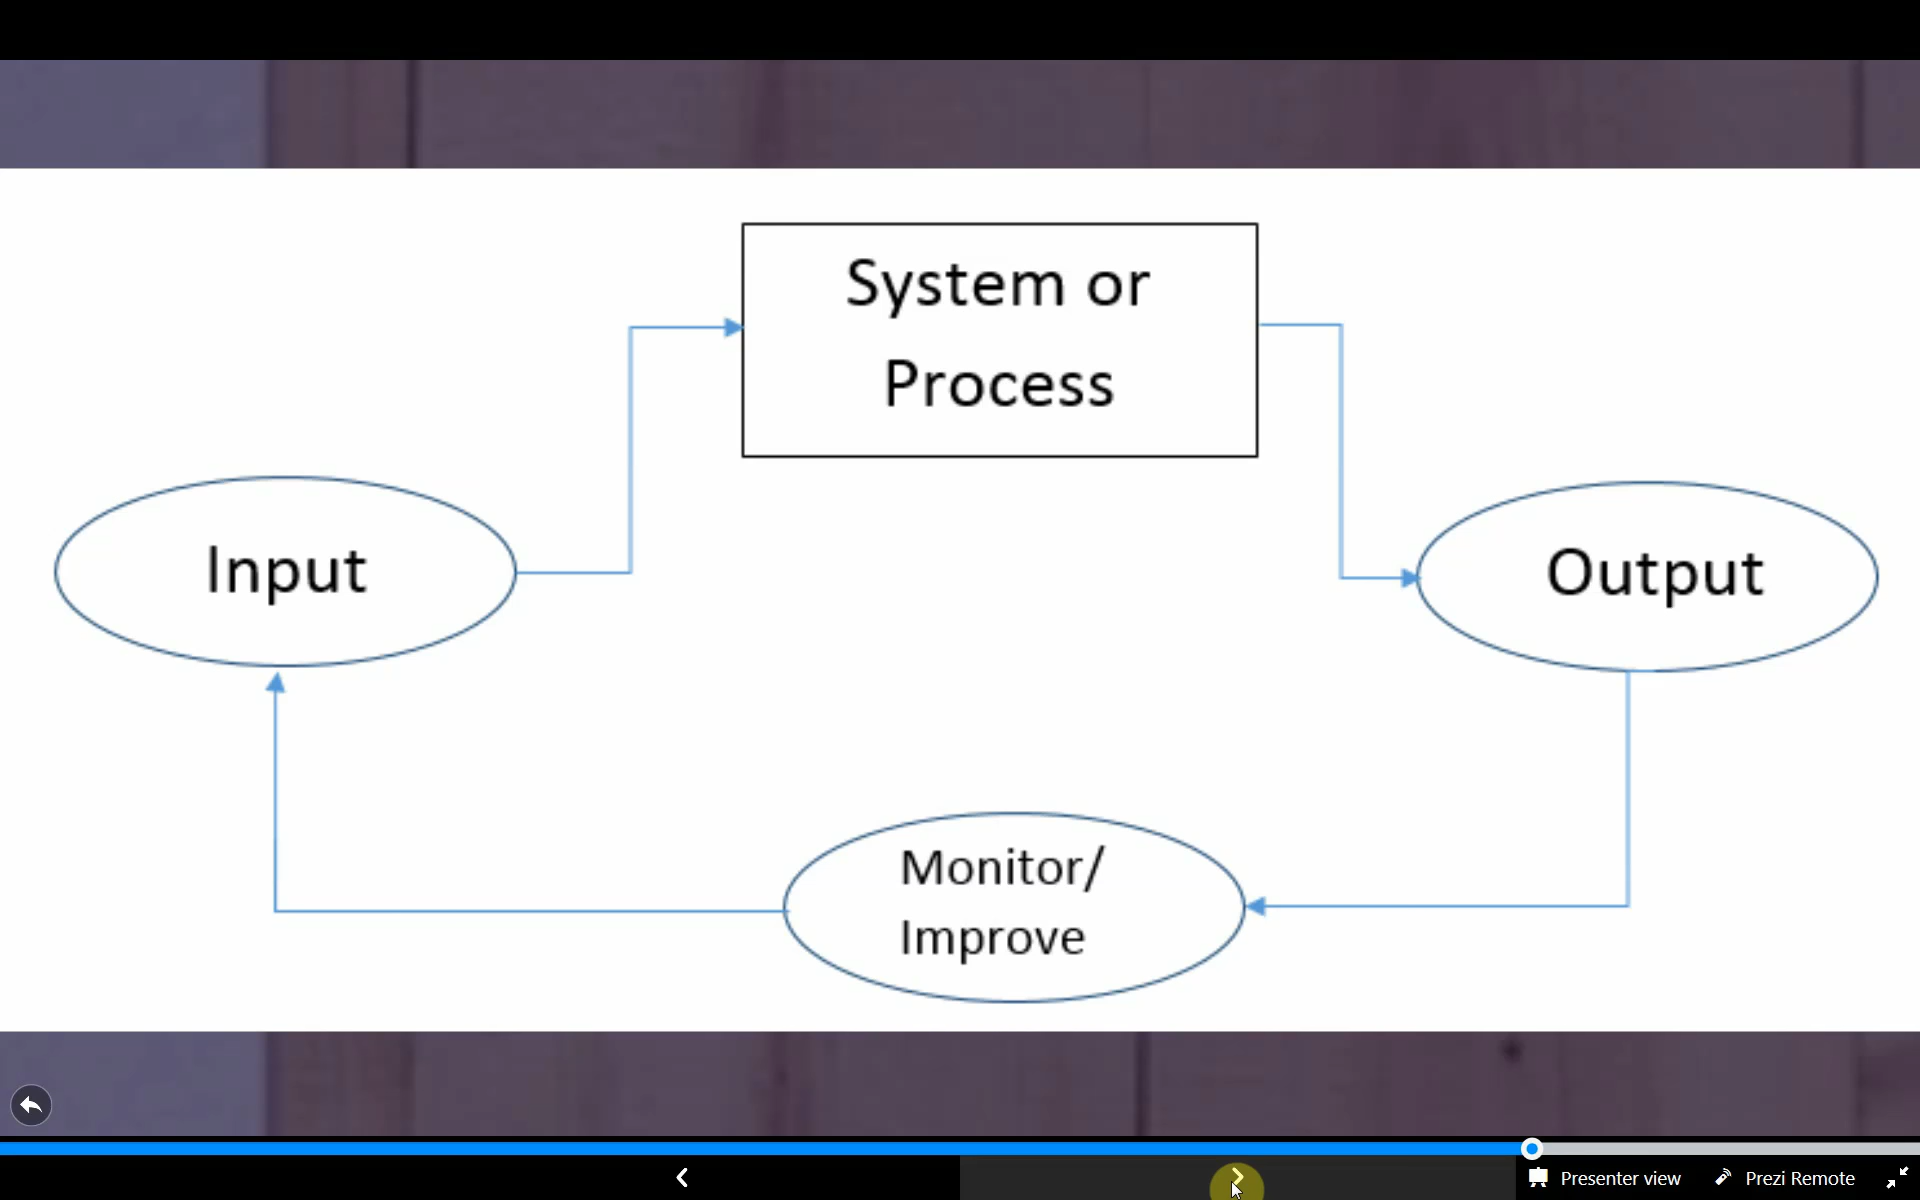 System or
Process
Input
Output
Monitor/
Improve
Presenter view
Prezi Remote